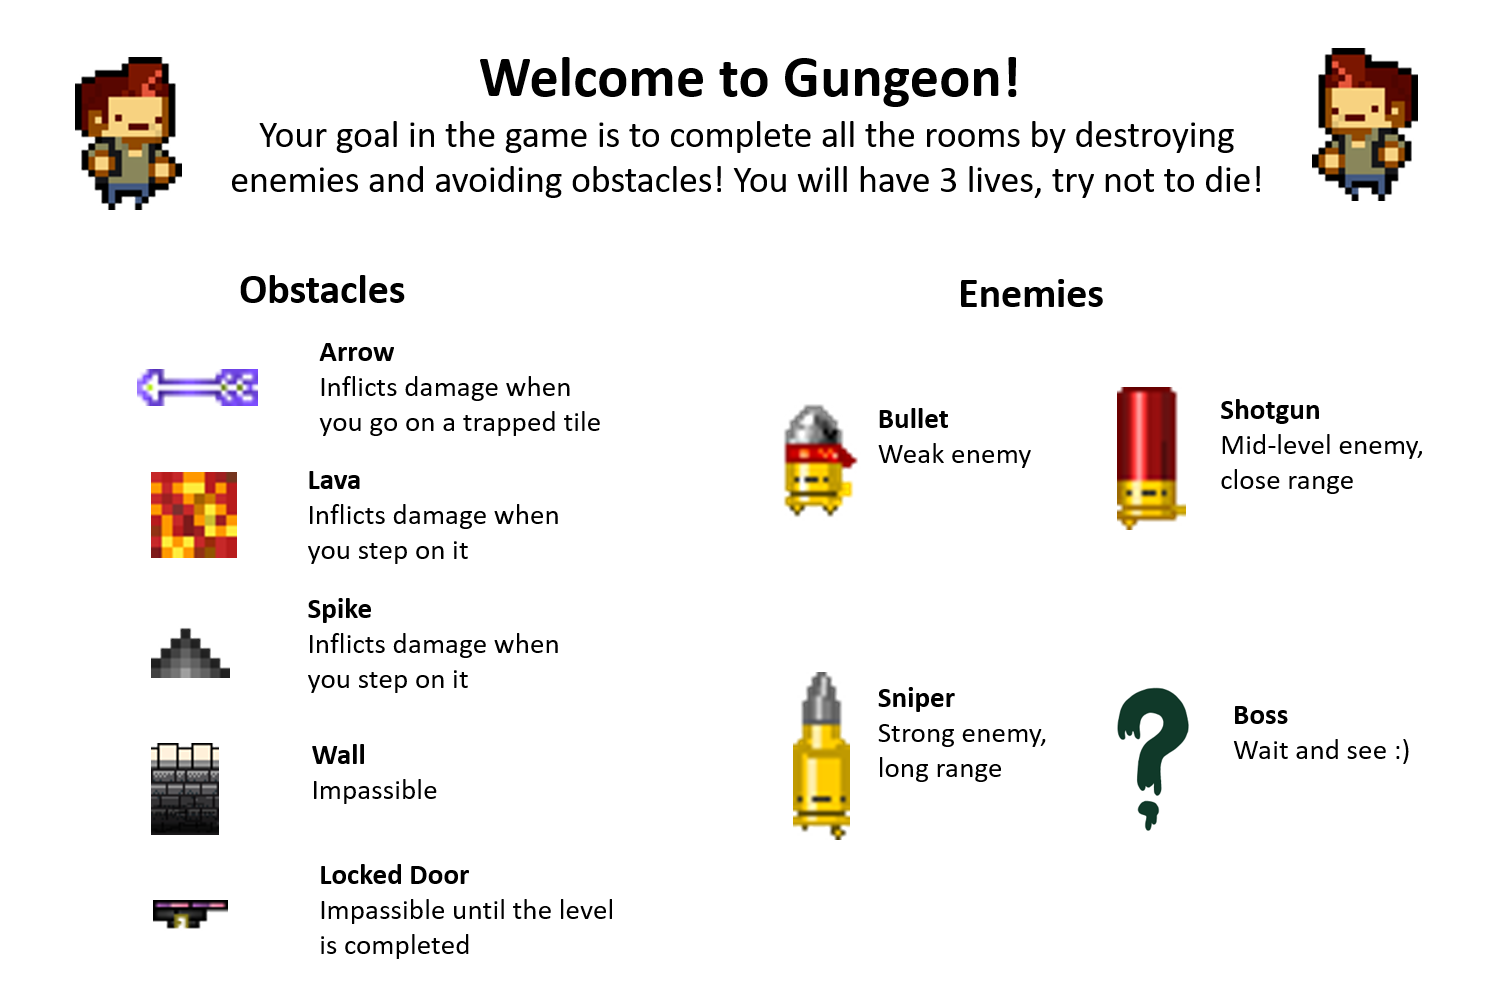 Welcome to Gungeon!
Your goal in the game is to complete all the rooms by destroying
enemies and avoiding obstacles! You will have 3 lives, try not to die!
Obstacles
Arrow
Inflicts damage when
you go on a trapped tile
Lava
Inflicts damage when
you step on it
Spike
Inflicts damage when
you step on it
Wall
Impassible
Locked Door
Impassible until the level
is completed
Enemies
Bullet
Weak enemy
Shotgun
Mid-level enemy,
close range
Sniper
Strong enemy,
long range
?
Boss
Wait and see :)